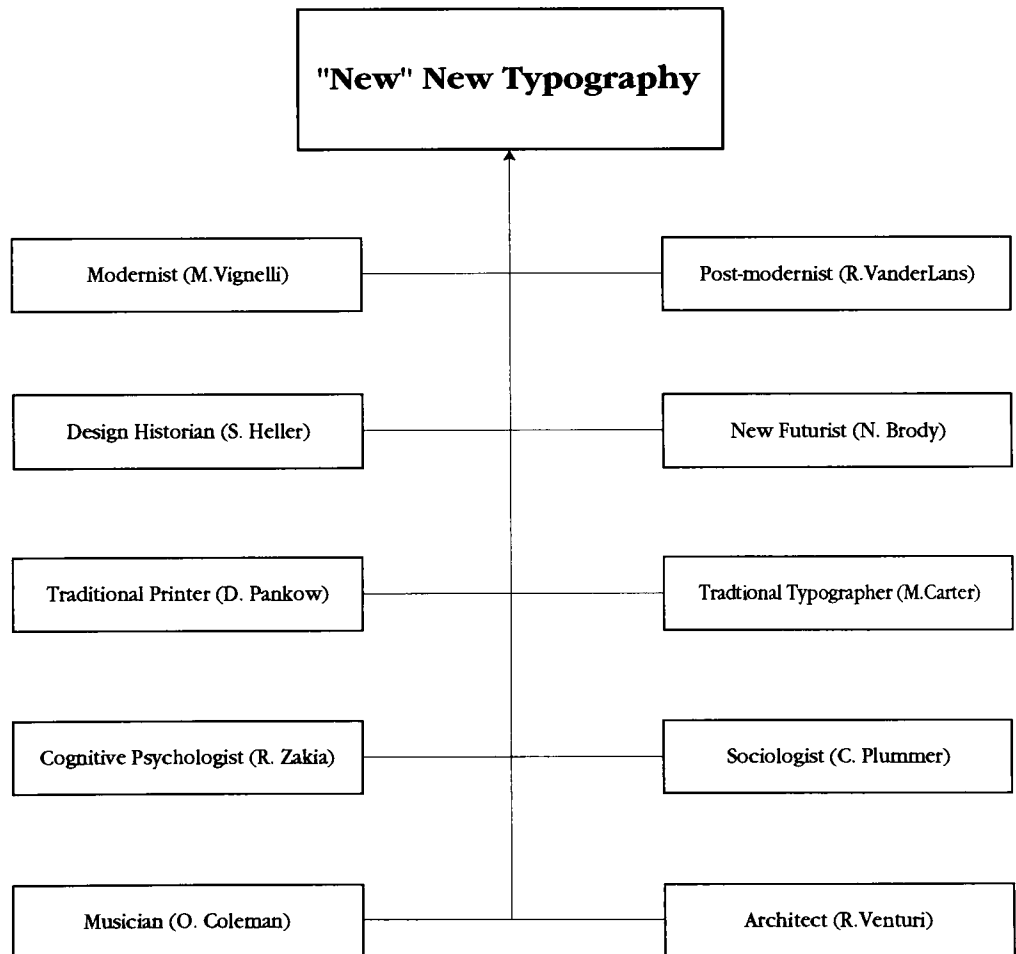 "New" New Typography
Modernist (M.Vignelli)
Post-modernist (R.VanderLans)
Design Historian (S. Heller)
New Futurist (N. Brody)
Traditional Printer (D. Pankow)
Tradtional Typographer (M.Carter)
Cognitive Psychologist (R. Zakia)
Sociologist (C. Plummer)
Musician (O. Coleman)
Architect (R.Venturi)